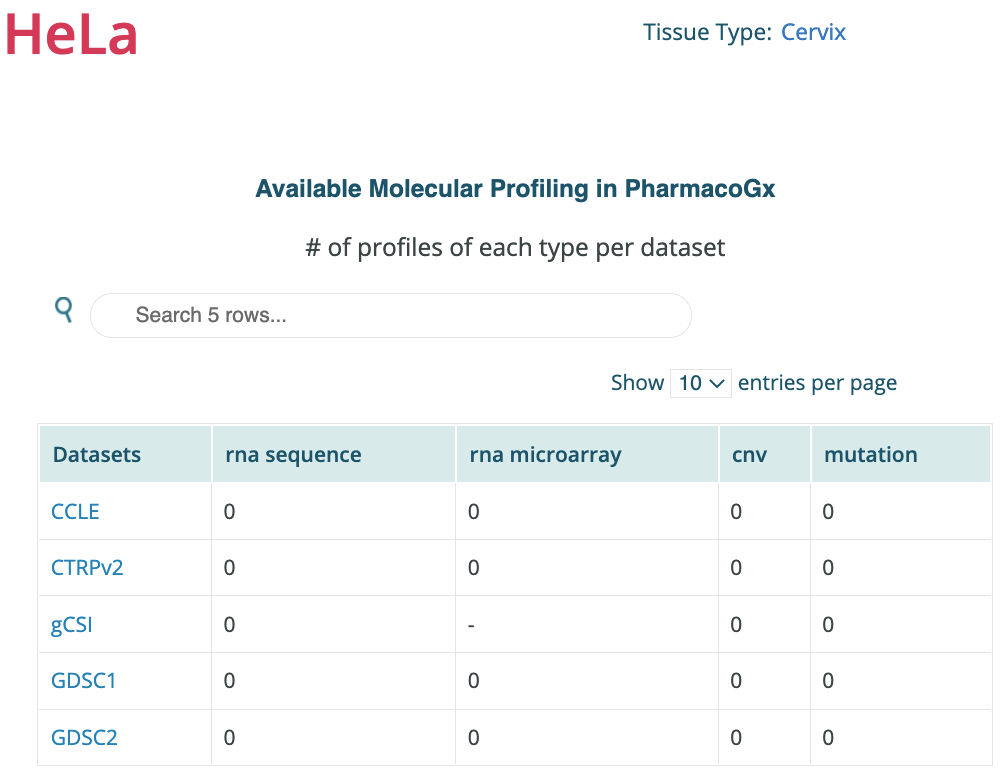 HeLa
Tissue Type: Cervix
Available Molecular Profiling in PharmacoGx
# of profiles of each type per dataset
Search 5 rows...
Show 10 entries per page
Datasets rna sequence rna microarray cnv mutation
CCLE 0 0 0 0
CTRPv2 0 0 0 0
gCSI 0 - 0 0
GDSC1 0 0 0 0
GDSC2 0 0 0 0